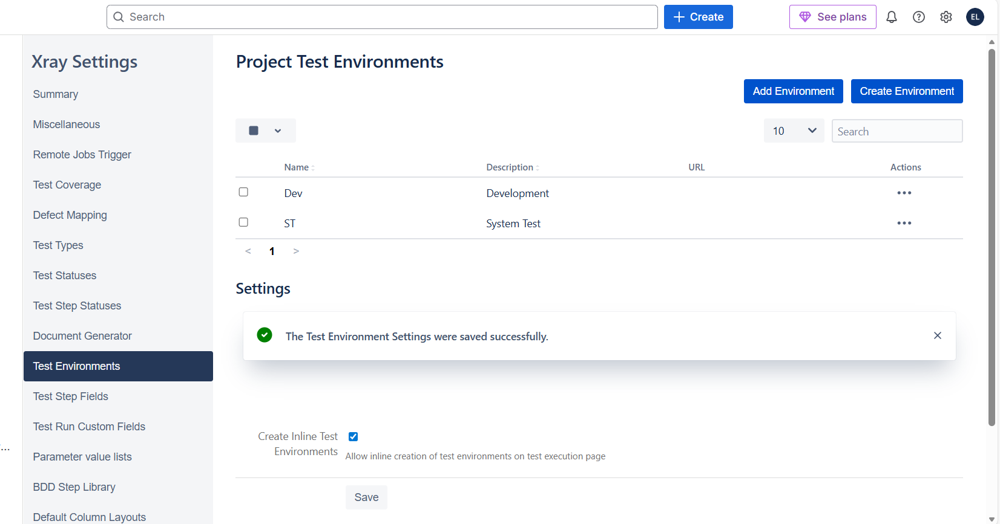 Search
Create
See plans
EL
Xray Settings
Summary
Miscellaneous
Remote Jobs Trigger
Test Coverage
Defect Mapping
Test Types
Test Statuses
Test Step Statuses
Document Generator
Test Environments
Test Step Fields
Test Run Custom Fields
Parameter value lists
BDD Step Library
Default Column Layouts
...
Project Test Environments
Add Environment Create Environment
10 Search
Name Description URL Actions
Dev Development
ST System Test
< 1 >
Settings
The Test Environment Settings were saved successfully.
Create Inline Test
Environments
Allow inline creation of test environments on test execution page
Save